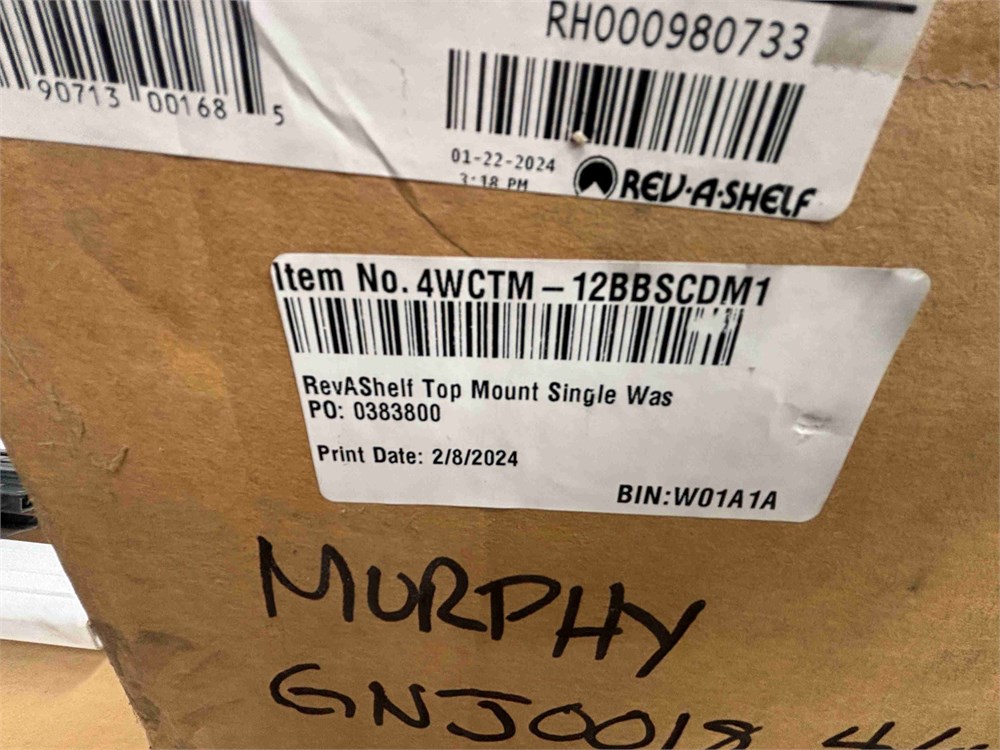 RH000980733
90713 00168 5
01-22-2024
3:18 PM
REV-A-SHELF
Item No. 4WCTM – 12BBSCDM1
RevAShelf Top Mount Single Was
PO: 0383800
Print Date: 2/8/2024
BIN:W01A1A
MURPHY
GNJ0018